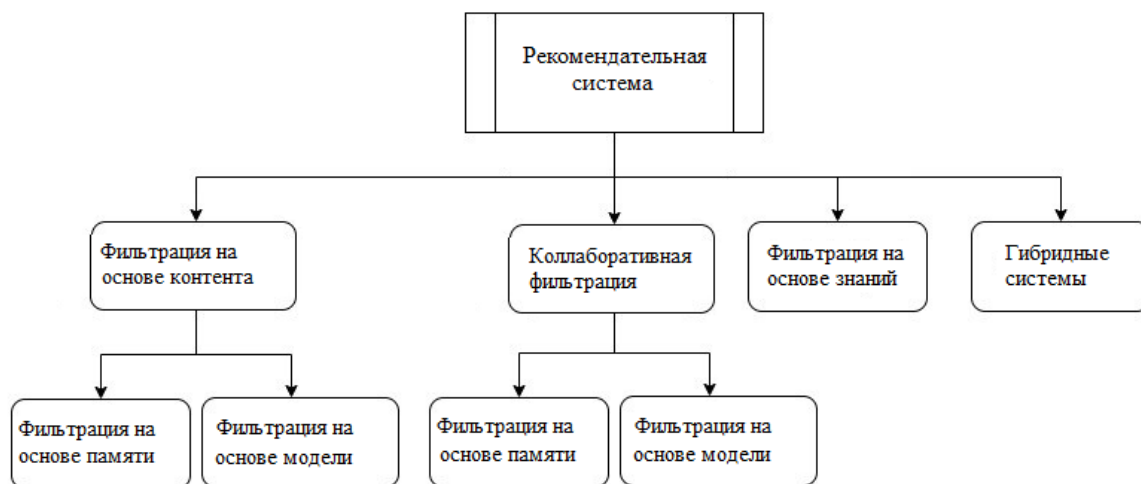 Рекомендательная
система
Фильтрация на
основе контента
Коллаборативная
фильтрация
Фильтрация на
основе знаний
Гибридные
системы
Фильтрация на
основе памяти
Фильтрация на
основе модели
Фильтрация на
основе памяти
Фильтрация на
основе модели